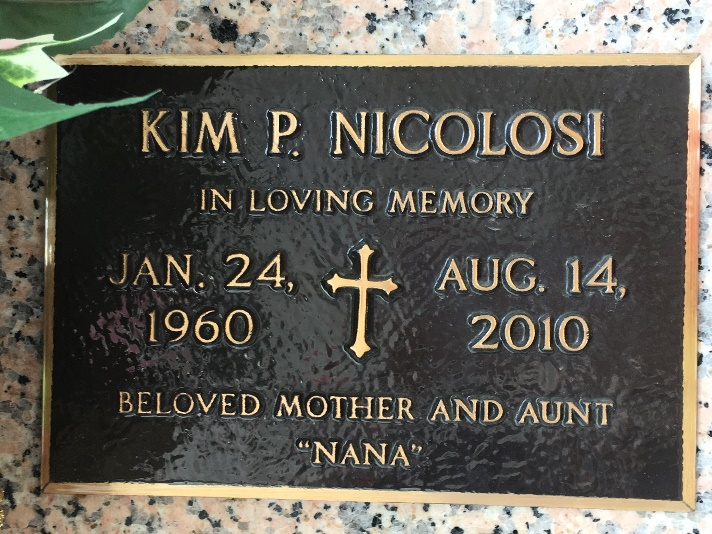 KIM P. NICOLOSI
IN LOVING MEMORY
JAN. 24, 1960
AUG. 14, 2010
BELOVED MOTHER AND AUNT
“NANA”